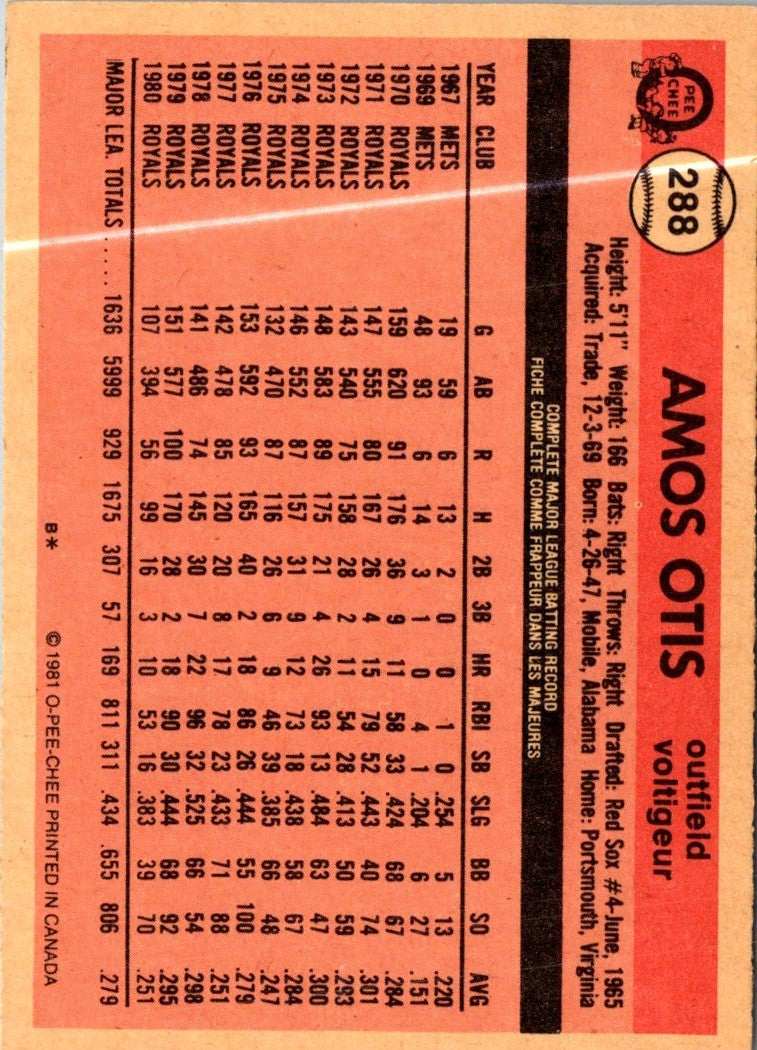 O
PEE
CHEE
288
AMOS OTIS
outfield
voltigeur
Height: 5'11" Weight: 166 Bats: Right Throws: Right Drafted: Red Sox #4-June, 1965
Acquired: Trade, 12-3-69 Born: 4-26-47, Mobile, Alabama Home: Portsmouth, Virginia
COMPLETE MAJOR LEAGUE BATTING RECORD
FICHE COMPLÈTE COMME FRAPPEUR DANS LES MAJEURES
YEAR CLUB G AB R H 2B 3B HR RBI SB SLG BB SO AVG
1967 METS 19 59 6 13 2 0 0 1 0 .254 5 13 .220
1969 METS 48 93 6 14 3 1 0 4 1 .204 6 27 .151
1970 ROYALS 159 620 91 176 36 9 11 58 33 .424 68 67 .284
1971 ROYALS 147 555 80 167 26 4 15 79 52 .443 40 74 .301
1972 ROYALS 143 540 75 158 28 2 11 54 28 .413 50 59 .293
1973 ROYALS 148 583 89 175 21 4 26 93 13 .484 63 47 .300
1974 ROYALS 146 552 87 157 31 9 12 73 18 .438 58 67 .284
1975 ROYALS 132 470 87 116 26 6 9 46 39 .385 66 48 .247
1976 ROYALS 153 592 93 165 40 2 18 86 26 .444 55 100 .279
1977 ROYALS 142 478 85 120 20 8 17 78 23 .433 71 88 .251
1978 ROYALS 141 486 74 145 30 7 22 96 32 .525 66 54 .298
1979 ROYALS 151 577 100 170 28 2 18 90 30 .444 68 92 .295
1980 ROYALS 107 394 56 99 16 3 10 53 16 .383 39 70 .251
MAJOR LEA. TOTALS ..... 1636 5999 929 1675 307 57 169 811 311 .434 .655 806 .279
B* © 1981 O-PEE-CHEE PRINTED IN CANADA